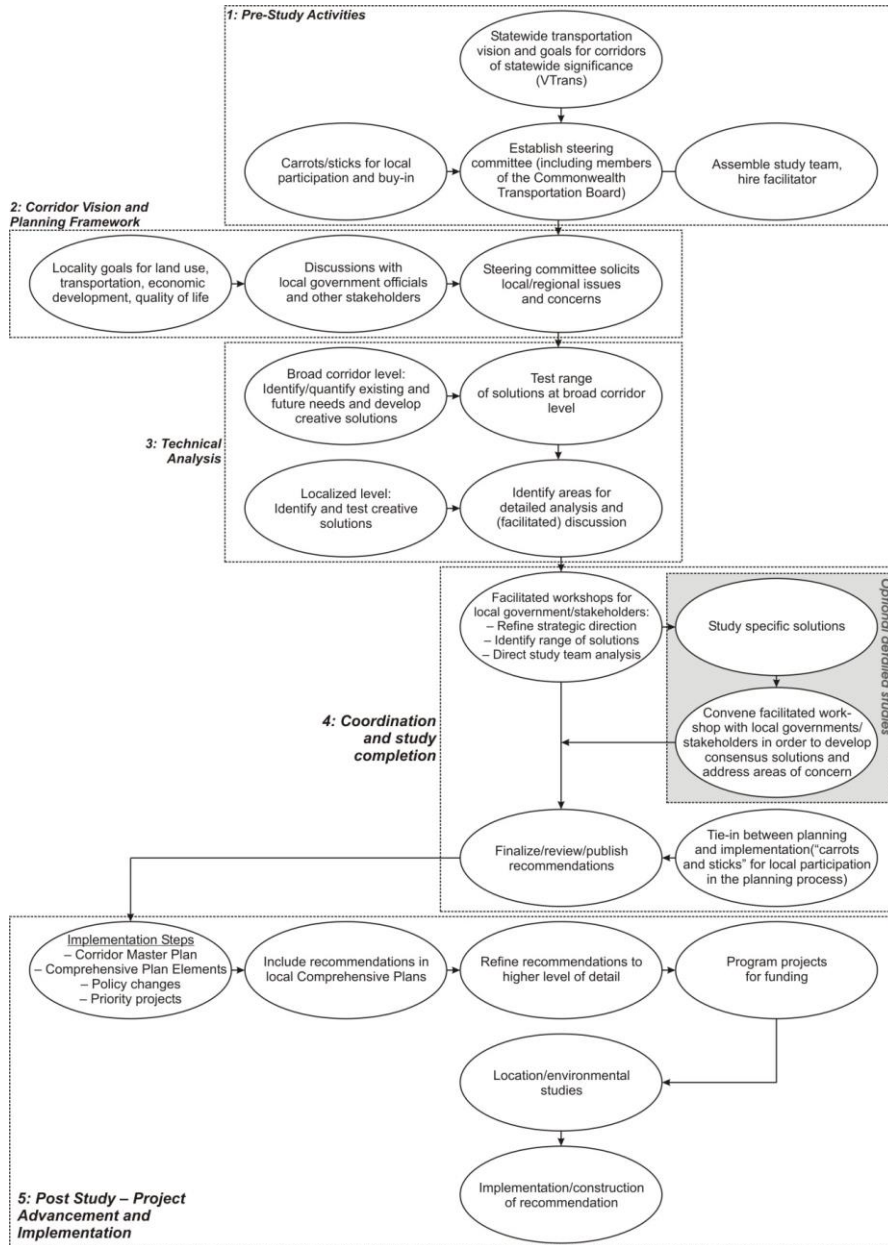 1: Pre-Study Activities
Statewide transportation
vision and goals for corridors
of statewide significance
(VTrans)
Carrots/sticks for local
participation and buy-in
Establish steering
committee (including members
of the Commonwealth
Transportation Board)
Assemble study team,
hire facilitator
2: Corridor Vision and
Planning Framework
Locality goals for land use,
transportation, economic
development, quality of life
Discussions with
local government officials
and other stakeholders
Steering committee solicits
local/regional issues
and concerns
3: Technical
Analysis
Broad corridor level:
Identify/quantify existing and
future needs and develop
creative solutions
Test range
of solutions at broad corridor
level
Localized level:
Identify and test creative
solutions
Identify areas for
detailed analysis and
(facilitated) discussion
4: Coordination
and study
completion
Facilitated workshops for
local government/stakeholders:
– Refine strategic direction
– Identify range of solutions
– Direct study team analysis
Optional detailed studies
Study specific solutions
Convene facilitated work-
shop with local governments/
stakeholders in order to develop
consensus solutions and
address areas of concern
Finalize/review/publish
recommendations
Tie-in between planning
and implementation(“carrots
and sticks” for local participation
in the planning process)
Implementation Steps
– Corridor Master Plan
– Comprehensive Plan Elements
– Policy changes
– Priority projects
Include recommendations in
local Comprehensive Plans
Refine recommendations to
higher level of detail
Program projects
for funding
Location/environmental
studies
Implementation/construction
of recommendation
5: Post Study – Project
Advancement and
Implementation